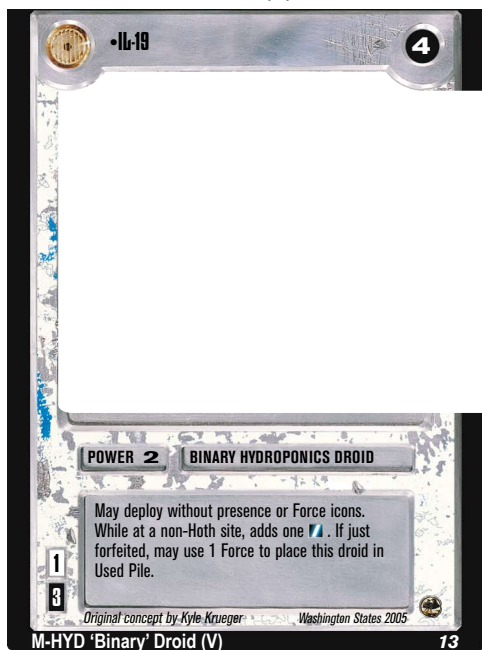 •IL-19
4
POWER 2
BINARY HYDROPONICS DROID
May deploy without presence or Force icons.
While at a non-Hoth site, adds one . If just
forfeited, may use 1 Force to place this droid in
Used Pile.
1
3
Original concept by Kyle Krueger
Washington States 2005
M-HYD ‘Binary’ Droid (V)
13